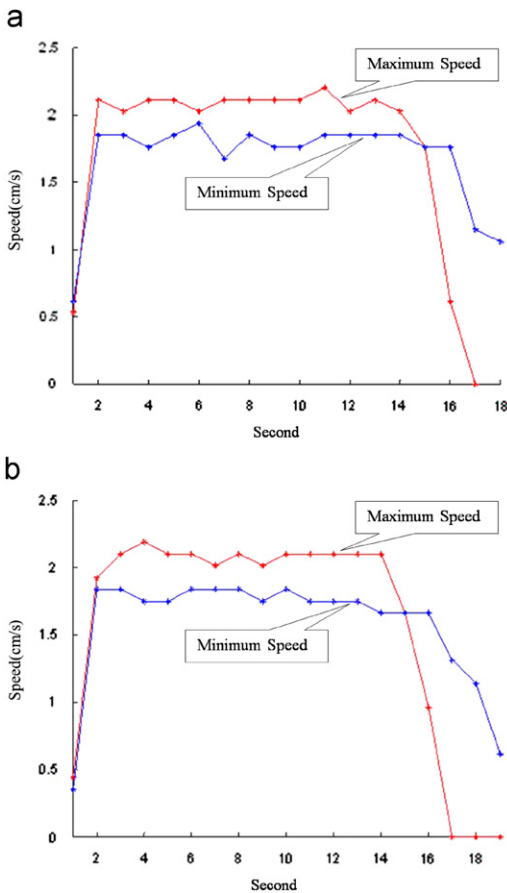 a
2.5
Maximum Speed
2
Speed(cm/s)
1.5
Minimum Speed
1
0.5
0
2 4 6 8 10 12 14 16 18
Second
b
2.5
Maximum Speed
2
Speed(cm/s)
1.5
Minimum Speed
1
0.5
0
2 4 6 8 10 12 14 16 18
Second